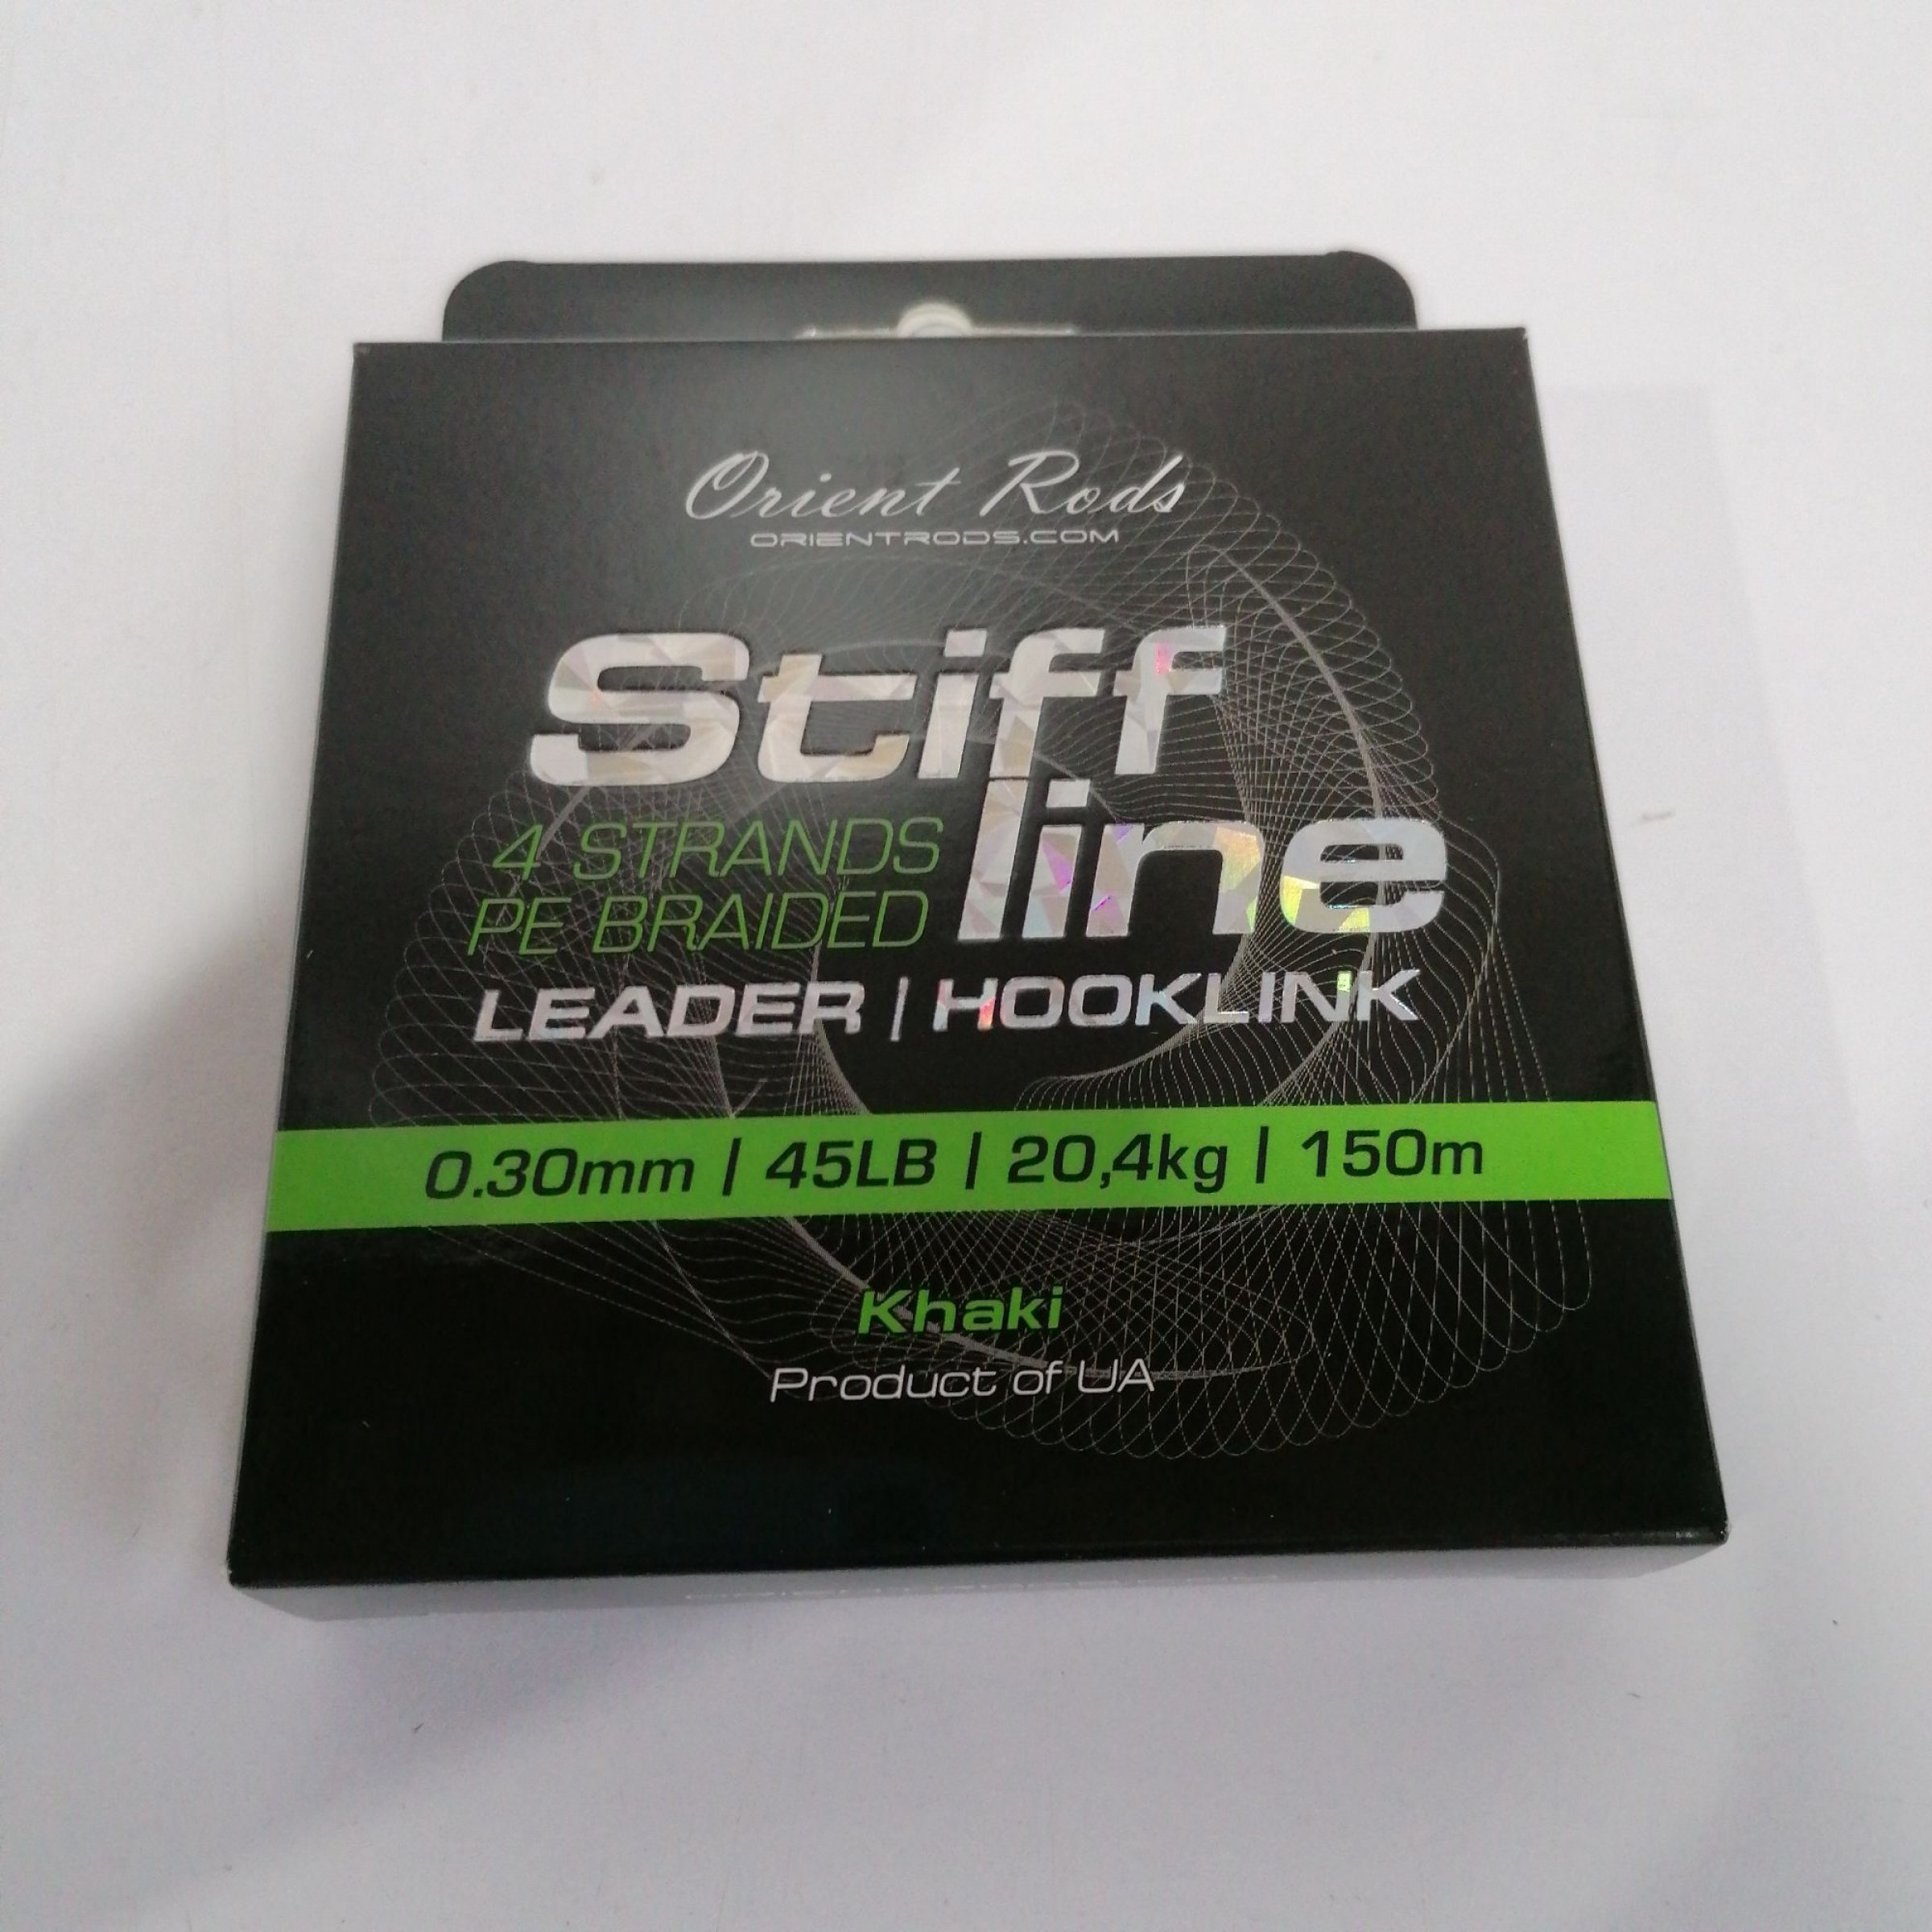 Orient Rods
ORIENTRODS.COM
Stiff
line
4 STRANDS
PE BRAIDED
LEADER | HOOKLINK
0.30mm | 45LB | 20,4kg | 150m
Khaki
Product of UA